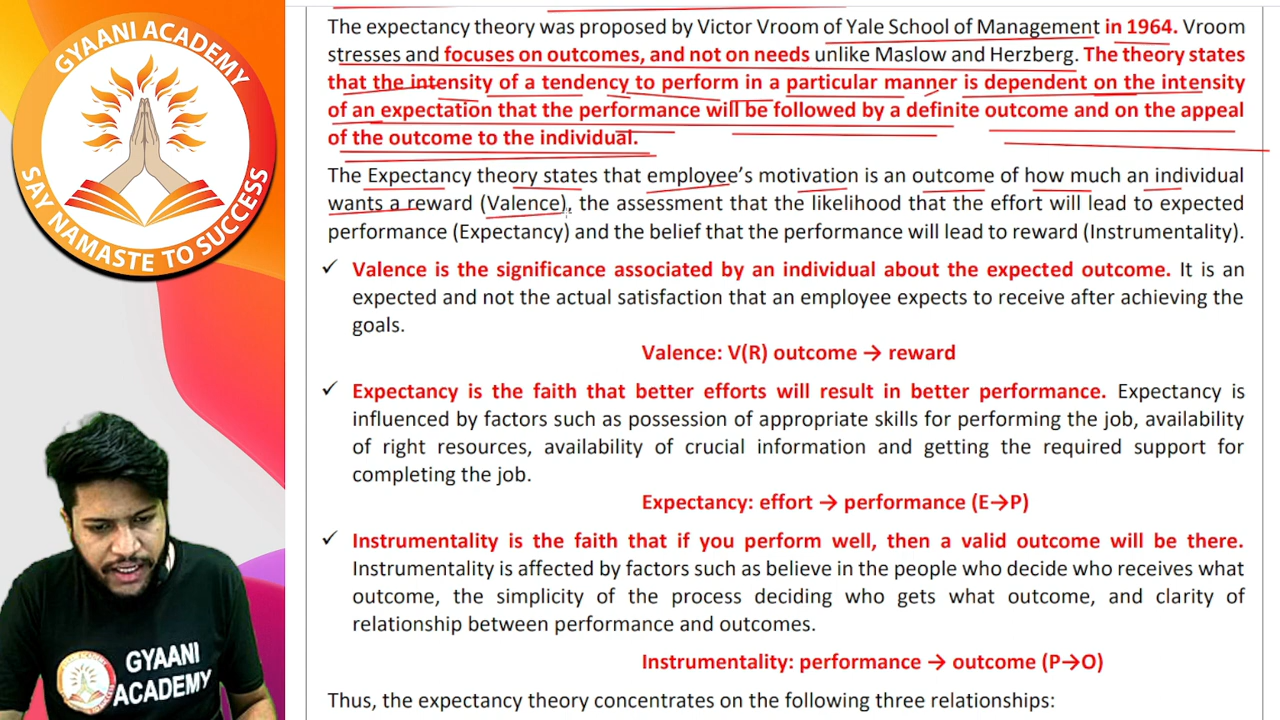 GYAANI ACADEMY
SAY NAMASTE TO SUCCESS
The expectancy theory was proposed by Victor Vroom of Yale School of Management in 1964. Vroom
stresses and focuses on outcomes, and not on needs unlike Maslow and Herzberg. The theory states
that the intensity of a tendency to perform in a particular manner is dependent on the intensity
of an expectation that the performance will be followed by a definite outcome and on the appeal
of the outcome to the individual.
The Expectancy theory states that employee's motivation is an outcome of how much an individual
wants a reward (Valence), the assessment that the likelihood that the effort will lead to expected
performance (Expectancy) and the belief that the performance will lead to reward (Instrumentality).
✓ Valence is the significance associated by an individual about the expected outcome. It is an
expected and not the actual satisfaction that an employee expects to receive after achieving the
goals.
Valence: V(R) outcome → reward
✓ Expectancy is the faith that better efforts will result in better performance. Expectancy is
influenced by factors such as possession of appropriate skills for performing the job, availability
of right resources, availability of crucial information and getting the required support for
completing the job.
Expectancy: effort → performance (E→P)
✓ Instrumentality is the faith that if you perform well, then a valid outcome will be there.
Instrumentality is affected by factors such as believe in the people who decide who receives what
outcome, the simplicity of the process deciding who gets what outcome, and clarity of
relationship between performance and outcomes.
Instrumentality: performance → outcome (P→O)
Thus, the expectancy theory concentrates on the following three relationships:
GYAANI
ACADEMY